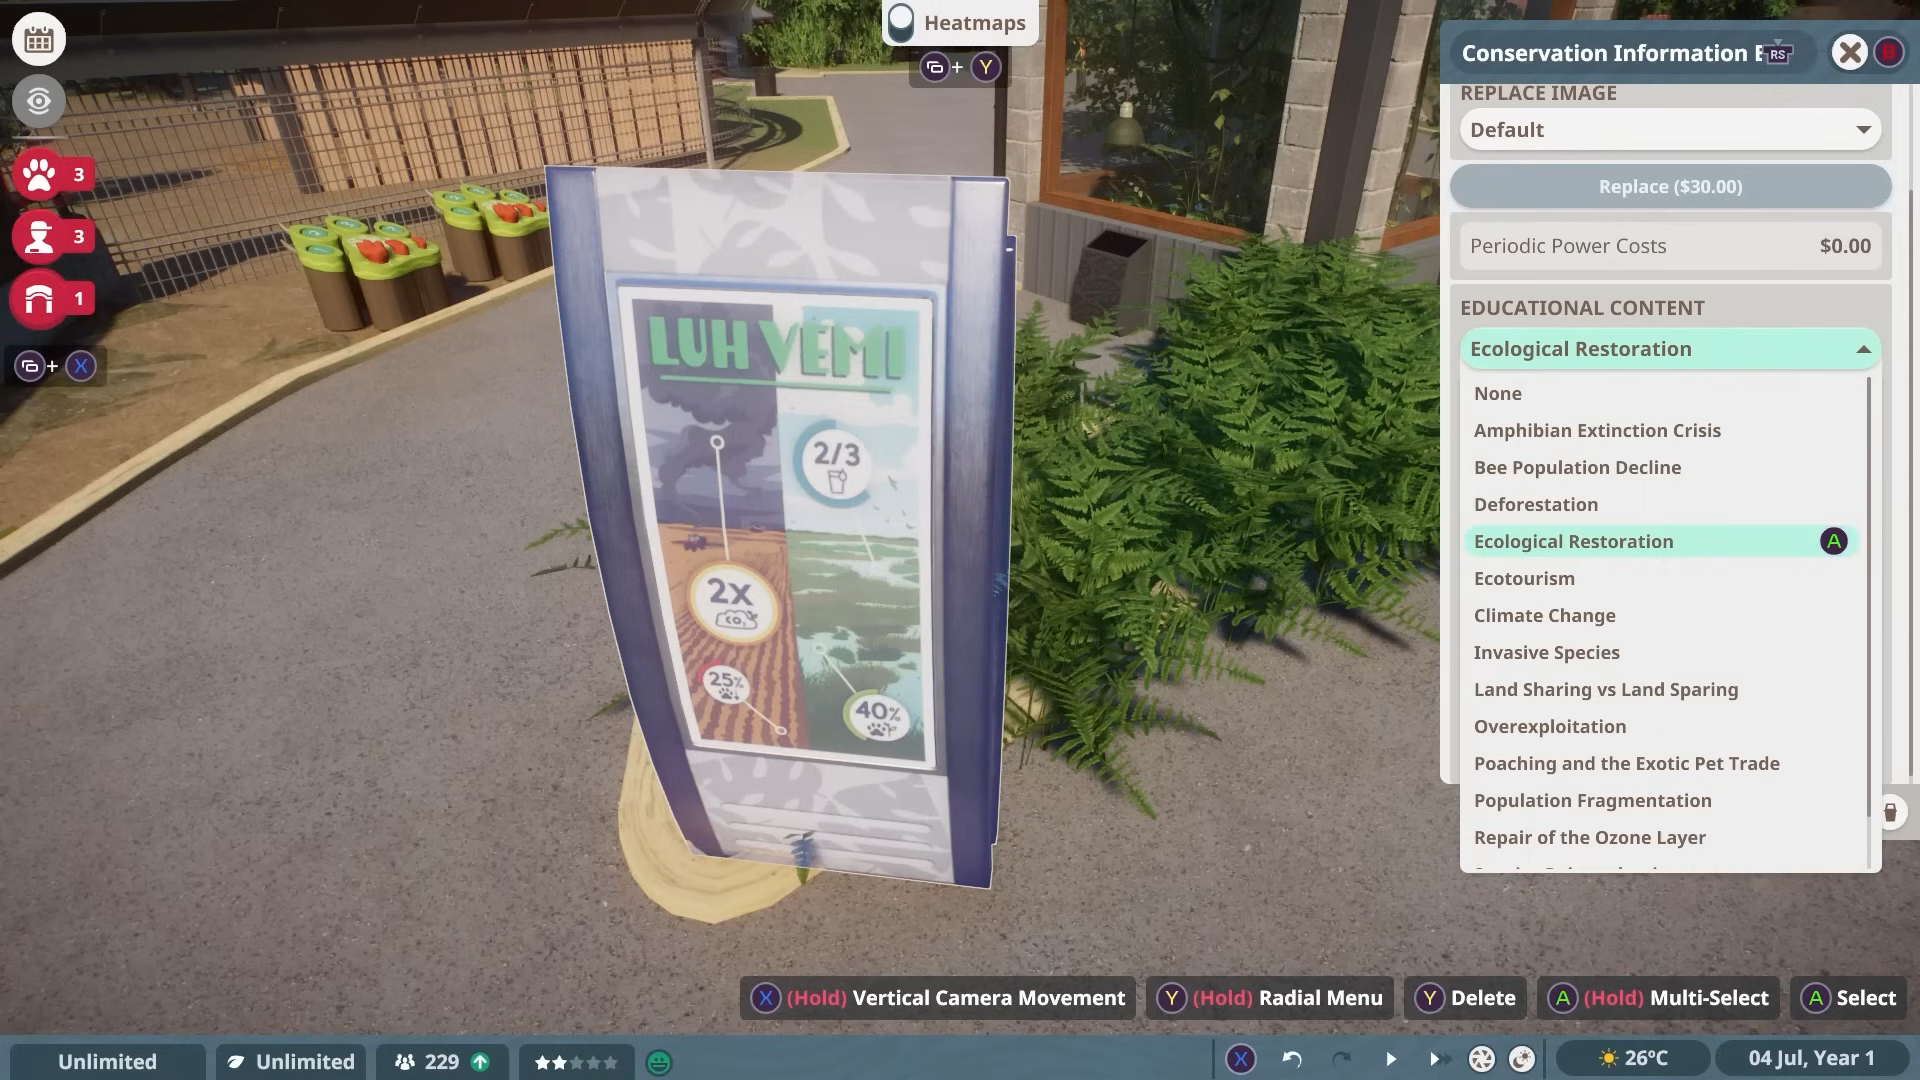 Heatmaps
+ Y
Conservation Information B
RS
B
REPLACE IMAGE
Default
Replace ($30.00)
Periodic Power Costs $0.00
EDUCATIONAL CONTENT
Ecological Restoration
None
Amphibian Extinction Crisis
Bee Population Decline
Deforestation
Ecological Restoration A
Ecotourism
Climate Change
Invasive Species
Land Sharing vs Land Sparing
Overexploitation
Poaching and the Exotic Pet Trade
Population Fragmentation
Repair of the Ozone Layer
3
3
1
+ X
LUH VEMI
2/3
2X
CO₂
25%
40%
X (Hold) Vertical Camera Movement
Y (Hold) Radial Menu
Y Delete
A (Hold) Multi-Select
A Select
Unlimited
Unlimited
229
X
26°C
04 Jul, Year 1